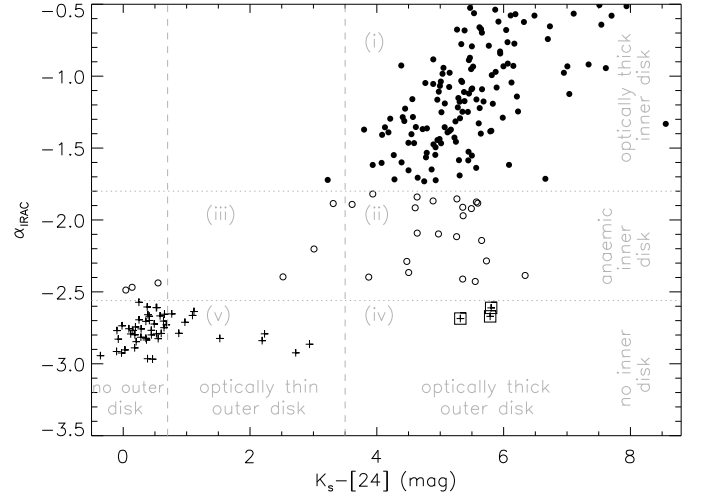 −0.5
−1.0
−1.5
−2.0
−2.5
−3.0
−3.5
α_IRAC
(i)
optically thick
inner disk
(iii)
(ii)
anaemic
inner
disk
(v)
(iv)
no inner
disk
no outer
disk
optically thin
outer disk
optically thick
outer disk
0
2
4
6
8
K_s−[24] (mag)